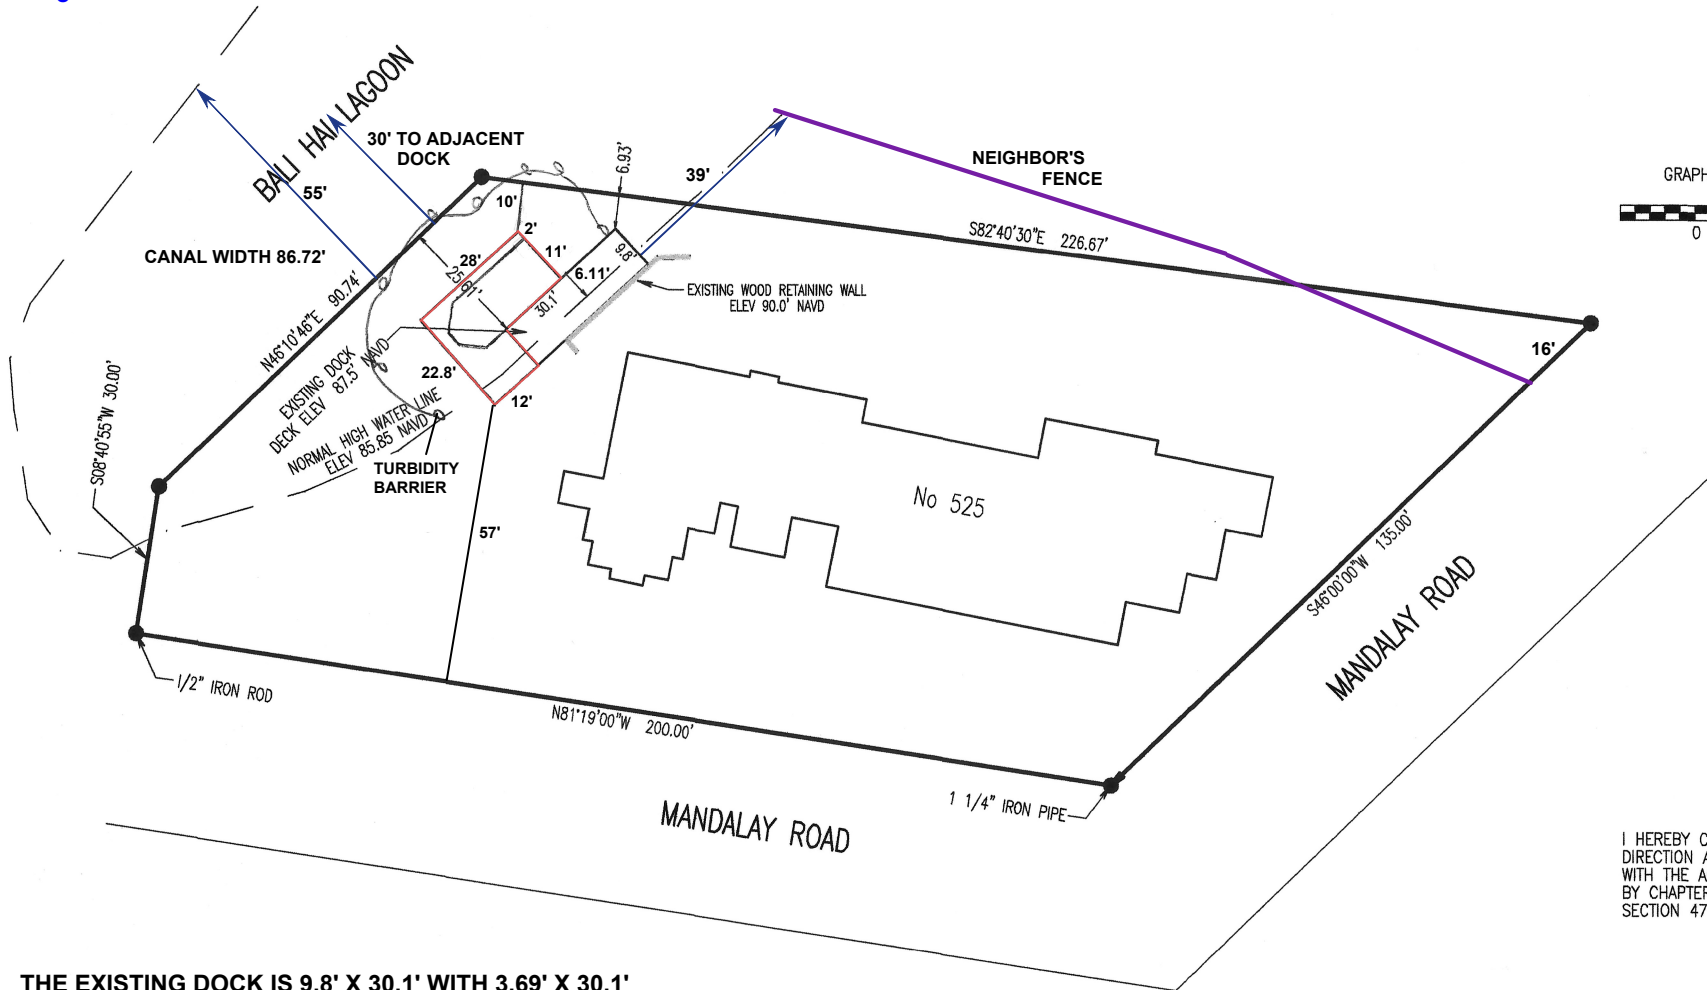 BALI HAI LAGOON
30' TO ADJACENT
DOCK
55'
CANAL WIDTH 86.72'
10'
2'
6.93'
39'
NEIGHBOR'S
FENCE
GRAPH
0
S82°40'30"E 226.67'
28'
11'
9.8'
25.61'
6.11'
30.1'
EXISTING WOOD RETAINING WALL
ELEV 90.0' NAVD
N46°10'46"E 90.74'
16'
EXISTING DOCK
DECK ELEV 87.5' NAVD
22.8'
12'
NORMAL HIGH WATER LINE
ELEV 85.85 NAVD
TURBIDITY
BARRIER
S08°40'55"W 30.00'
57'
No 525
S46°00'00"W 135.00'
MANDALAY ROAD
1/2" IRON ROD
N81°19'00"W 200.00'
1 1/4" IRON PIPE
MANDALAY ROAD
I HEREBY C
DIRECTION A
WITH THE A
BY CHAPTER
SECTION 47
THE EXISTING DOCK IS 9.8' X 30.1' WITH 3.69' X 30.1'